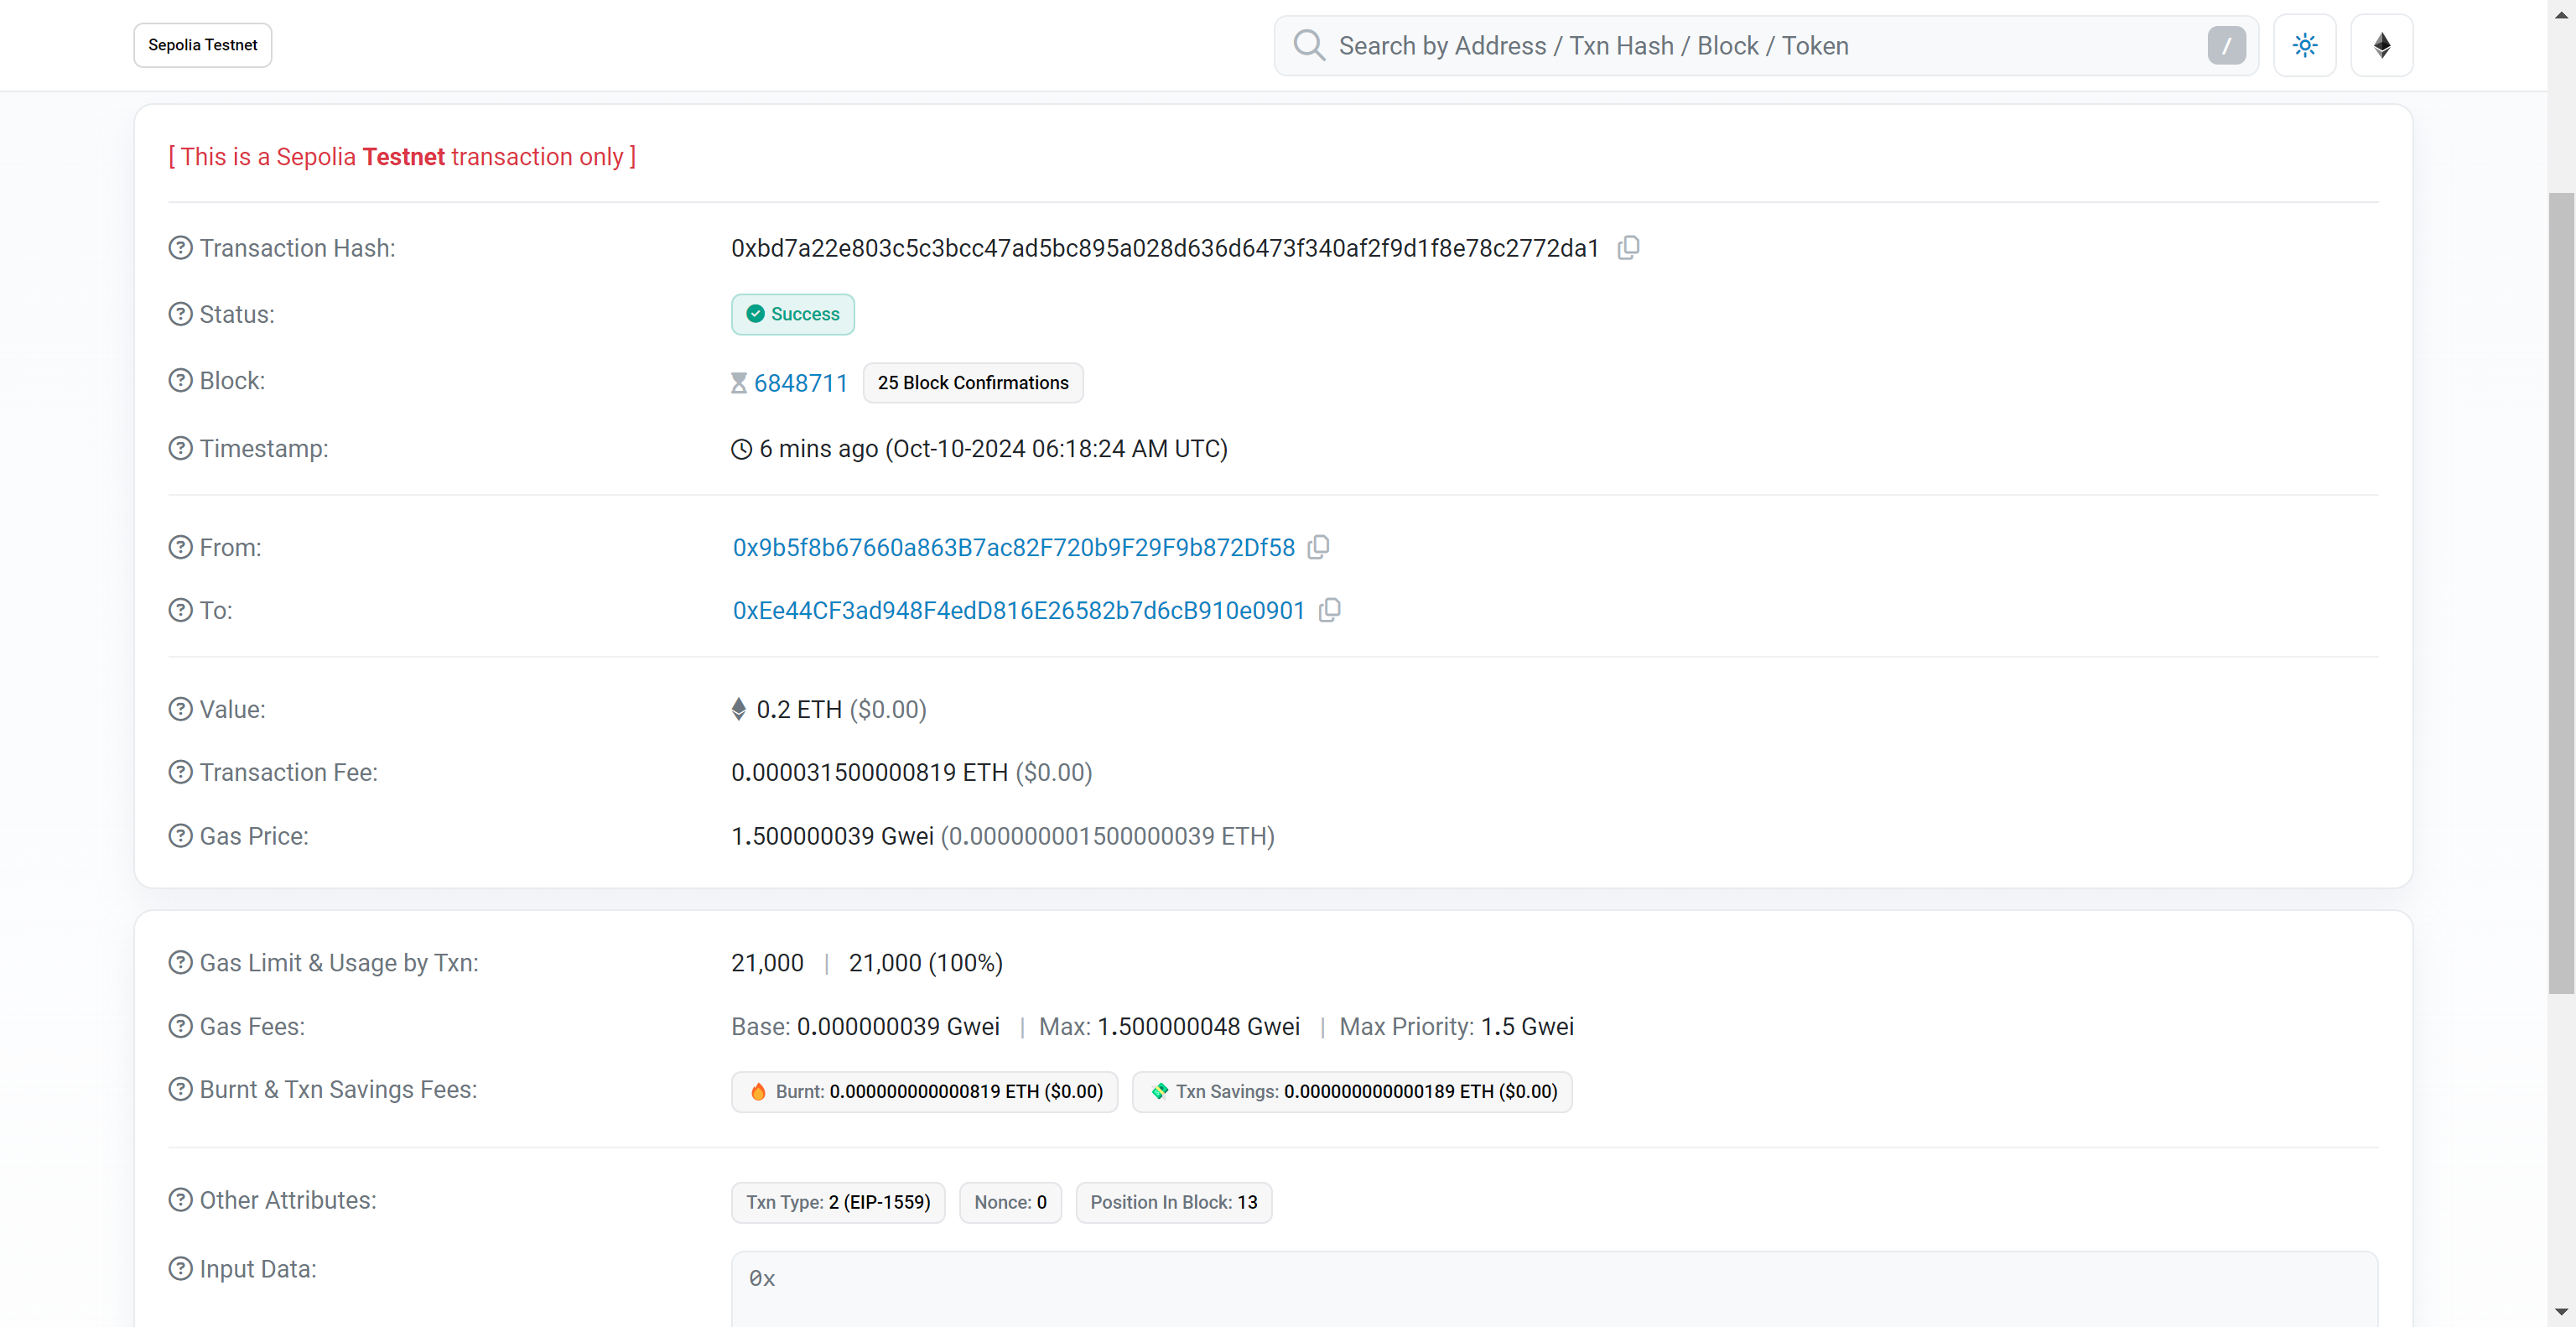 Sepolia Testnet
Search by Address / Txn Hash / Block / Token
/
[ This is a Sepolia Testnet transaction only ]
Transaction Hash: 0xbd7a22e803c5c3bcc47ad5bc895a028d636d6473f340af2f9d1f8e78c2772da1
Status: Success
Block: 6848711 25 Block Confirmations
Timestamp: 6 mins ago (Oct-10-2024 06:18:24 AM UTC)
From: 0x9b5f8b67660a863B7ac82F720b9F29F9b872Df58
To: 0xEe44CF3ad948F4edD816E26582b7d6cB910e0901
Value: 0.2 ETH ($0.00)
Transaction Fee: 0.000031500000819 ETH ($0.00)
Gas Price: 1.500000039 Gwei (0.000000001500000039 ETH)
Gas Limit & Usage by Txn: 21,000 | 21,000 (100%)
Gas Fees: Base: 0.000000039 Gwei | Max: 1.500000048 Gwei | Max Priority: 1.5 Gwei
Burnt & Txn Savings Fees: Burnt: 0.000000000000819 ETH ($0.00) Txn Savings: 0.000000000000189 ETH ($0.00)
Other Attributes: Txn Type: 2 (EIP-1559) Nonce: 0 Position In Block: 13
Input Data: 0x